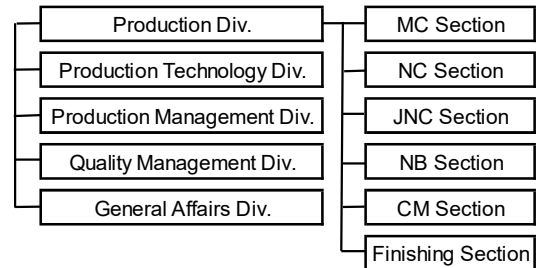 Production Div.
Production Technology Div.
Production Management Div.
Quality Management Div.
General Affairs Div.
MC Section
NC Section
JNC Section
NB Section
CM Section
Finishing Section